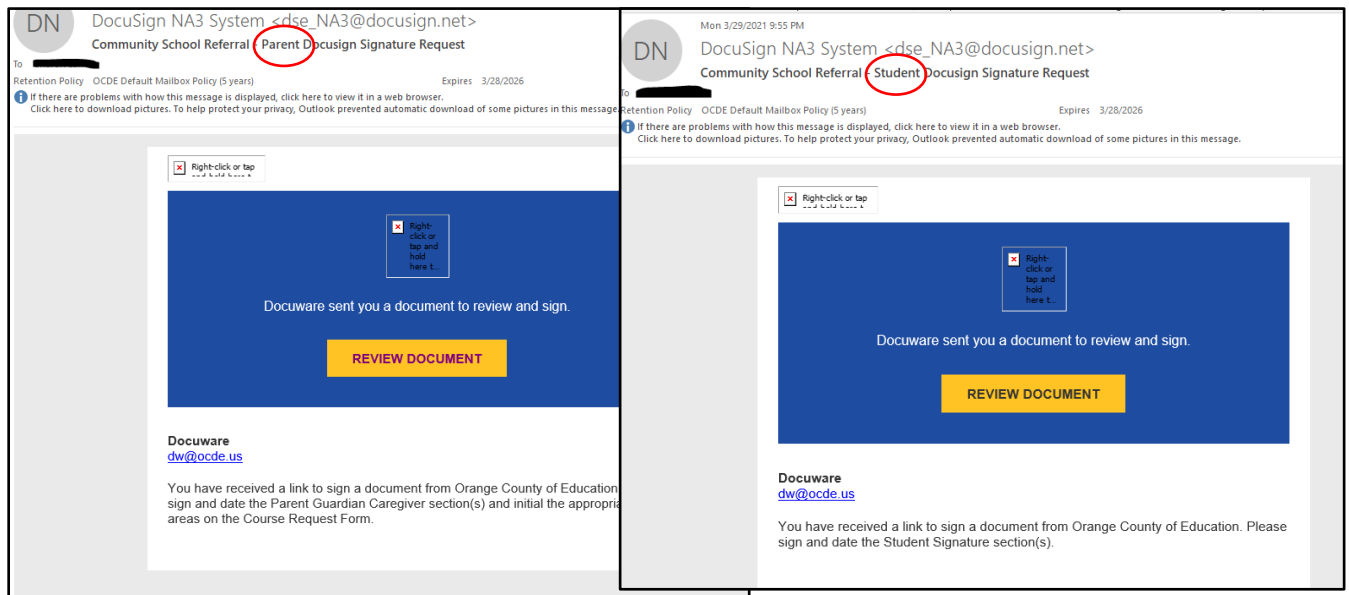 DN
DocuSign NA3 System <dse_NA3@docusign.net>
Community School Referral - Parent Docusign Signature Request
To
Retention Policy OCDE Default Mailbox Policy (5 years) Expires 3/28/2026
If there are problems with how this message is displayed, click here to view it in a web browser.
Click here to download pictures. To help protect your privacy, Outlook prevented automatic download of some pictures in this message.
Right-click or tap
and hold here t
Right-
click or
tap and
hold
here t...
Docuware sent you a document to review and sign.
REVIEW DOCUMENT
Docuware
dw@ocde.us
You have received a link to sign a document from Orange County of Education
sign and date the Parent Guardian Caregiver section(s) and initial the appropria
areas on the Course Request Form.
Mon 3/29/2021 9:55 PM
DN
DocuSign NA3 System <dse_NA3@docusign.net>
Community School Referral - Student Docusign Signature Request
To
Retention Policy OCDE Default Mailbox Policy (5 years) Expires 3/28/2026
If there are problems with how this message is displayed, click here to view it in a web browser.
Click here to download pictures. To help protect your privacy, Outlook prevented automatic download of some pictures in this message.
Right-click or tap
and hold here t
Right-
click or
tap and
hold
here t...
Docuware sent you a document to review and sign.
REVIEW DOCUMENT
Docuware
dw@ocde.us
You have received a link to sign a document from Orange County of Education. Please
sign and date the Student Signature section(s).